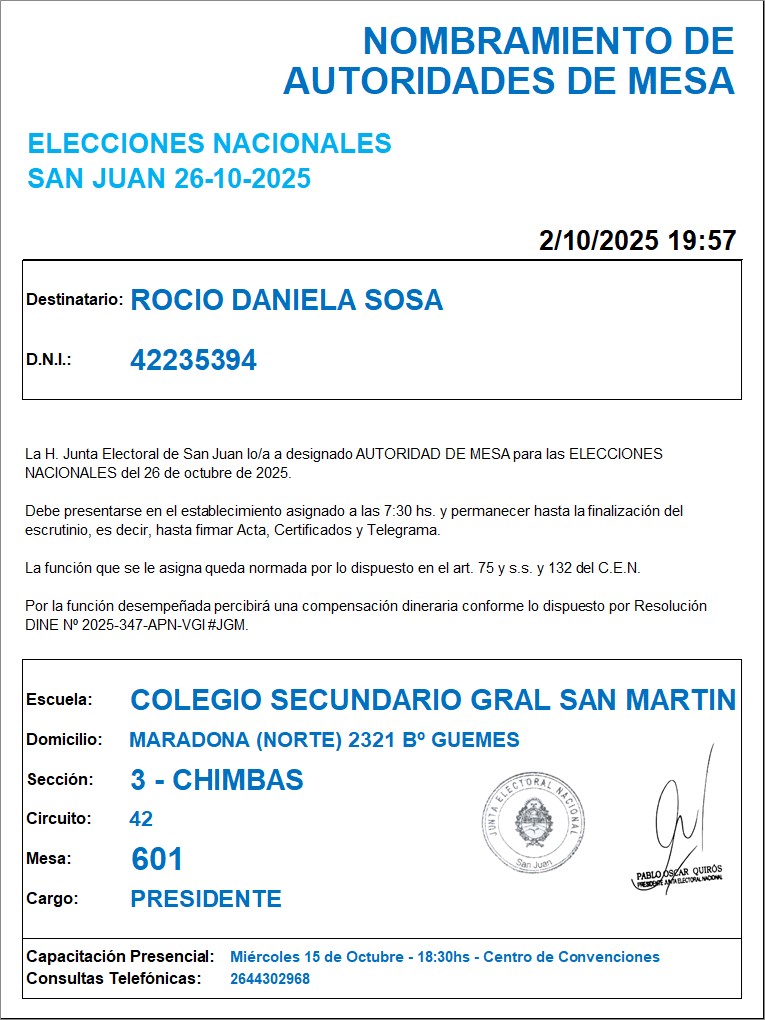 NOMBRAMIENTO DE
AUTORIDADES DE MESA
ELECCIONES NACIONALES
SAN JUAN 26-10-2025
2/10/2025 19:57
Destinatario: ROCIO DANIELA SOSA
D.N.I.: 42235394
La H. Junta Electoral de San Juan lo/a a designado AUTORIDAD DE MESA para las ELECCIONES
NACIONALES del 26 de octubre de 2025.
Debe presentarse en el establecimiento asignado a las 7:30 hs. y permanecer hasta la finalización del
escrutinio, es decir, hasta firmar Acta, Certificados y Telegrama.
La función que se le asigna queda normada por lo dispuesto en el art. 75 y s.s. y 132 del C.E.N.
Por la función desempeñada percibirá una compensación dineraria conforme lo dispuesto por Resolución
DINE Nº 2025-347-APN-VGI#JGM.
Escuela: COLEGIO SECUNDARIO GRAL SAN MARTIN
Domicilio: MARADONA (NORTE) 2321 Bº GUEMES
Sección: 3 - CHIMBAS
Circuito: 42
Mesa: 601
Cargo: PRESIDENTE
JUNTA ELECTORAL NACIONAL
San Juan
PABLO OSCAR QUIRÓS
PRESIDENTE JUNTA ELECTORAL NACIONAL
Capacitación Presencial: Miércoles 15 de Octubre - 18:30hs - Centro de Convenciones
Consultas Telefónicas: 2644302968